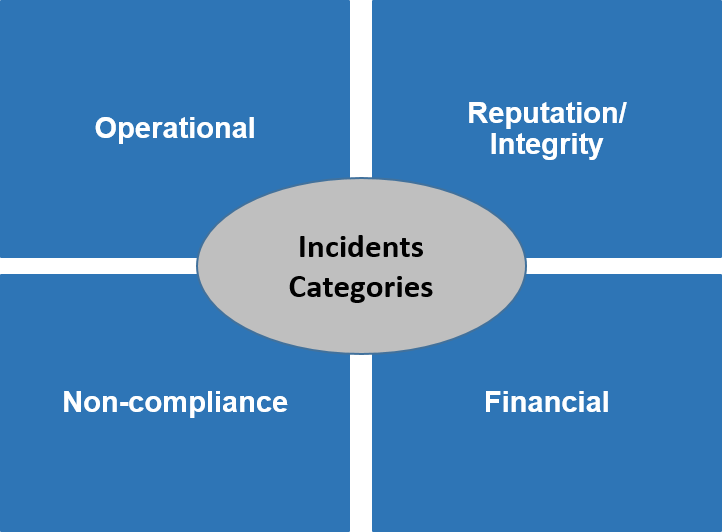 Operational
Reputation/
Integrity
Incidents
Categories
Non-compliance
Financial